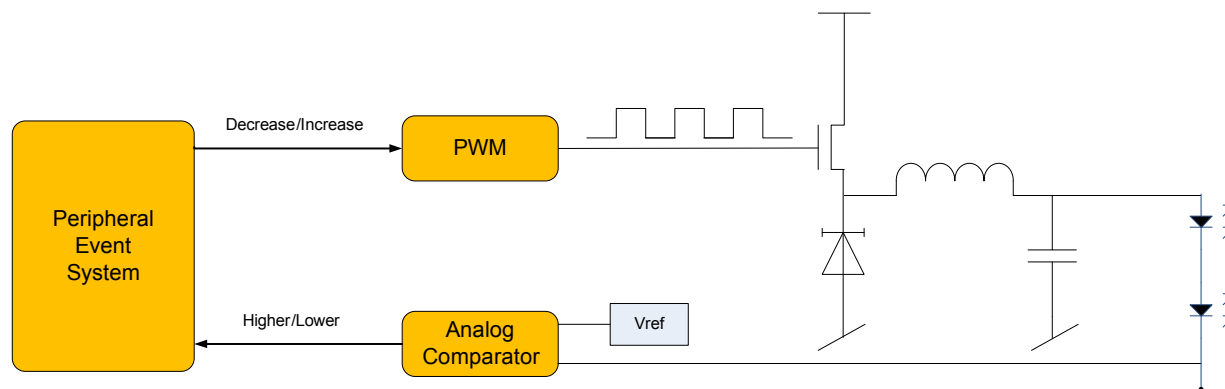 Peripheral
Event
System
Decrease/Increase
PWM
Higher/Lower
Analog
Comparator
Vref